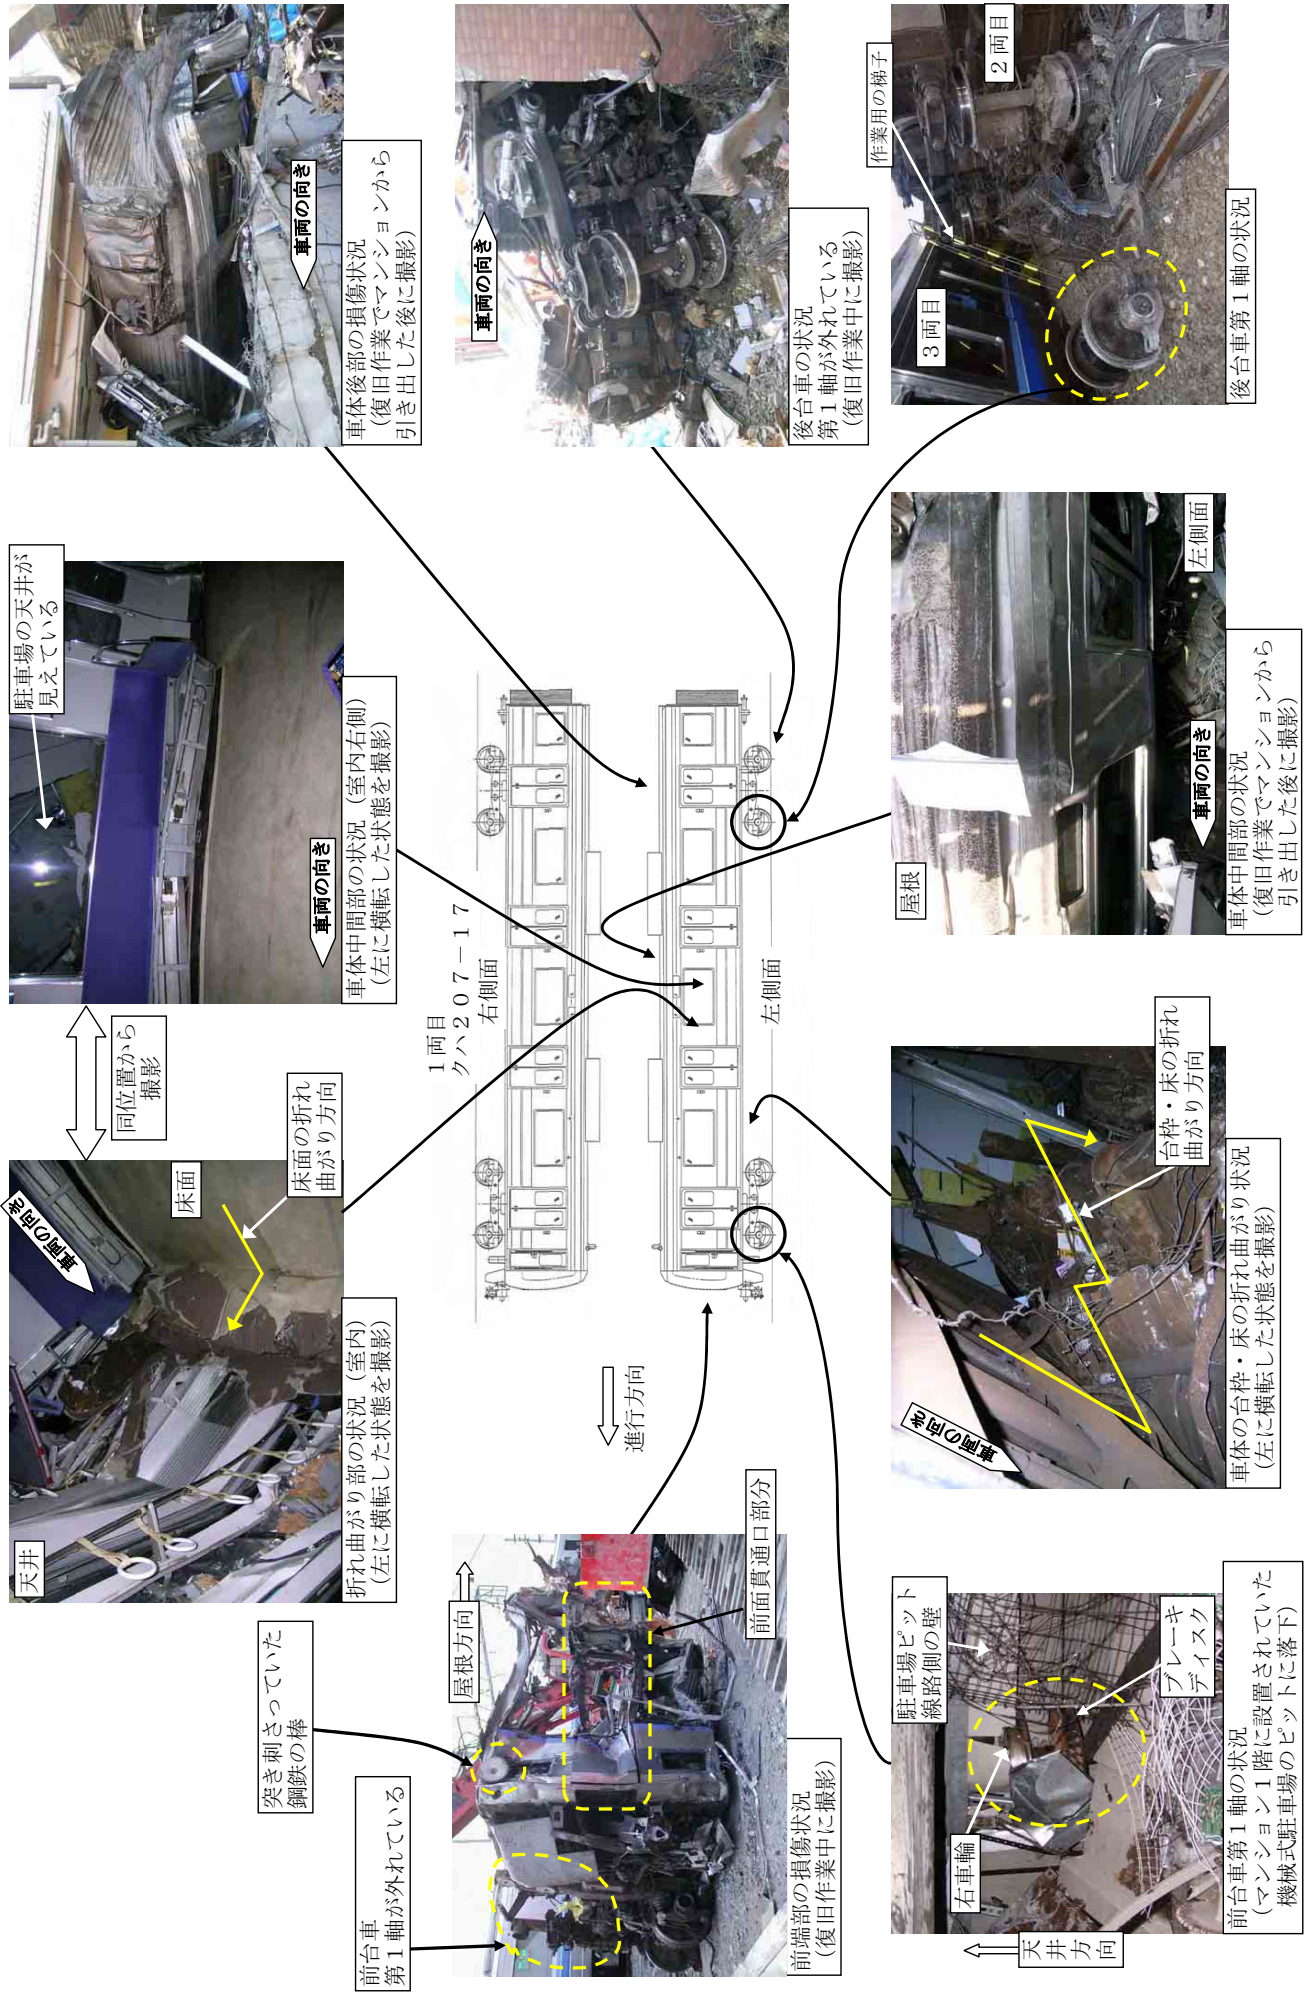 突き刺さっていた
鋼鉄の棒
前台車
第１軸が外れている
屋根方向
前面貫通口部分
前端部の損傷状況
(復旧作業中に撮影)
天井
車両の向き
床面
床面の折れ
曲がり方向
折れ曲がり部の状況（室内）
(左に横転した状態を撮影)
同位置から
撮影
駐車場の天井が
見えている
車両の向き
車体中間部の状況（室内右側）
(左に横転した状態を撮影)
車両の向き
車体後部の損傷状況
(復旧作業でマンションから
引き出した後に撮影)
進行方向
１両目
クハ２０７－１７
右側面
左側面
車両の向き
後台車の状況
第１軸が外れている
(復旧作業中に撮影)
天井方向
右車輪
駐車場ピット
線路側の壁
ブレーキ
ディスク
前台車第１軸の状況
(マンション１階に設置されていた
機械式駐車場のピットに落下)
車両の向き
台枠・床の折れ
曲がり方向
車体の台枠・床の折れ曲がり状況
(左に横転した状態を撮影)
屋根
左側面
車両の向き
車体中間部の状況
(復旧作業でマンションから
引き出した後に撮影)
３両目
作業用の梯子
２両目
後台車第１軸の状況